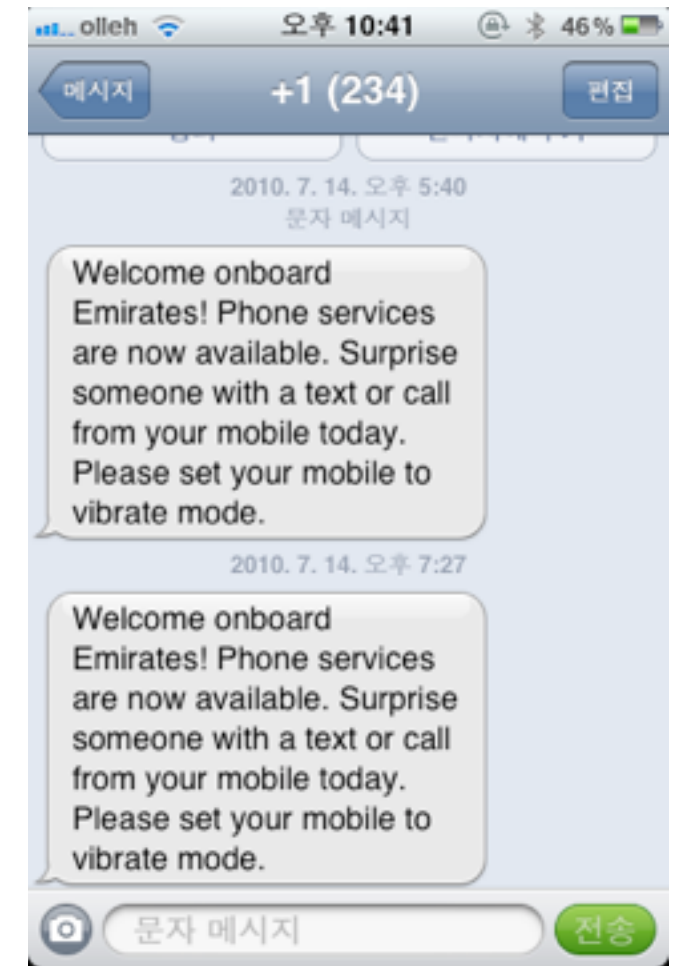 olleh 오후 10:41 46%
메시지 +1 (234) 편집
2010. 7. 14. 오후 5:40
문자 메시지
Welcome onboard
Emirates! Phone services
are now available. Surprise
someone with a text or call
from your mobile today.
Please set your mobile to
vibrate mode.
2010. 7. 14. 오후 7:27
Welcome onboard
Emirates! Phone services
are now available. Surprise
someone with a text or call
from your mobile today.
Please set your mobile to
vibrate mode.
문자 메시지 전송